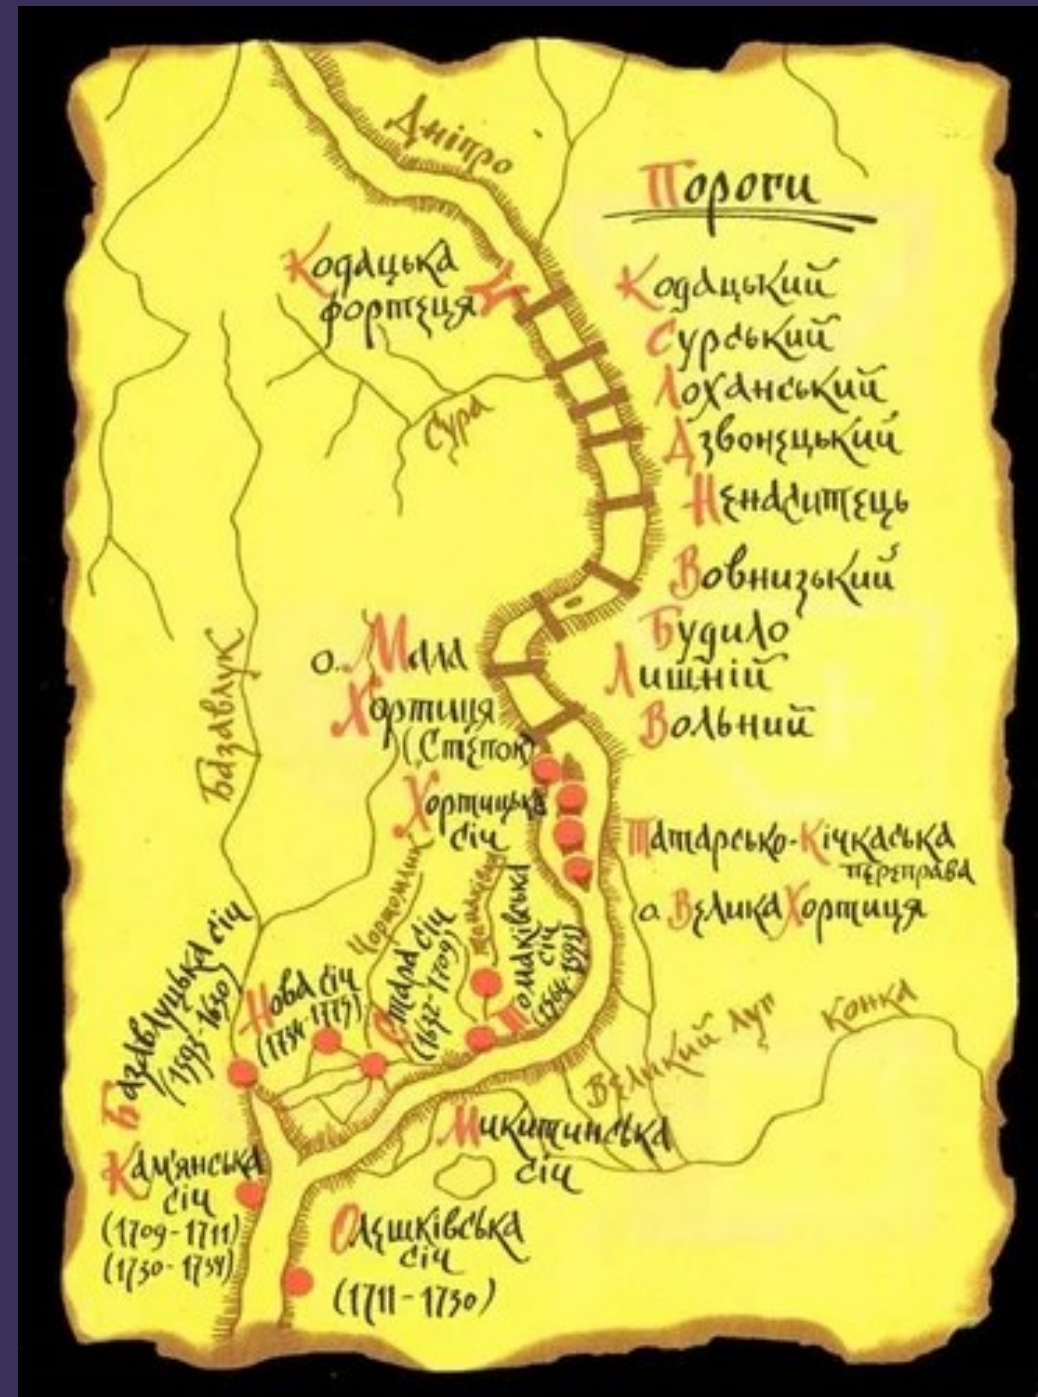 Дніпро
Пороги
Кодацька
фортеця
Кодацький
Сурський
Лоханський
Дзвонецький
Ненаситець
Вовнизький
Будило
Лишній
Вольний
Сура
Базавлук
о. Мала
Хортиця
(Степок)
Хортицька
січ
Татарсько-Кічкаська
переправа
о. Велика Хортиця
Чортомлик
Базавлуцька січ
(1593-1630)
Нова січ
(1734-1775)
Стара січ
(1652-1709)
Томаківська
січ
(1564-1593)
Великий Луг
Конка
Микитинська
січ
Кам'янська
січ
(1709-1711)
(1730-1734)
Олешківська
січ
(1711-1730)